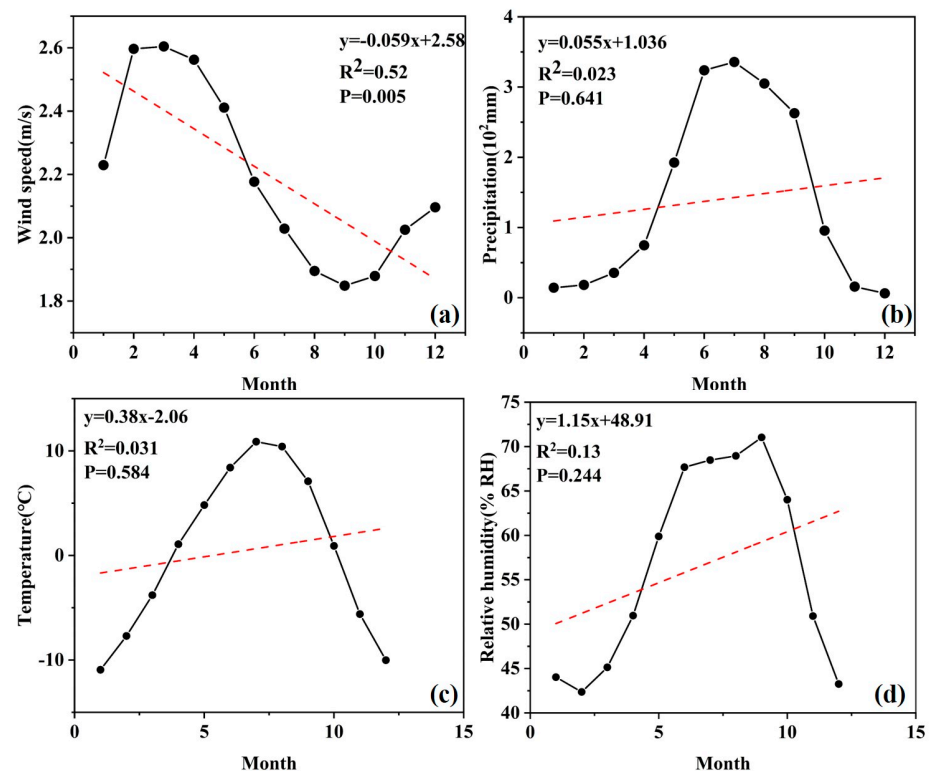 y=-0.059x+2.58
R²=0.52
P=0.005
Wind speed(m/s)
2.6
2.4
2.2
2.0
1.8
0 2 4 6 8 10 12
Month
(a)
y=0.055x+1.036
R²=0.023
P=0.641
Precipitation(10²mm)
4
3
2
1
0
0 2 4 6 8 10 12
Month
(b)
y=0.38x-2.06
R²=0.031
P=0.584
Temperature(℃)
10
0
-10
0 5 10 15
Month
(c)
y=1.15x+48.91
R²=0.13
P=0.244
Relative humidity(% RH)
75
70
65
60
55
50
45
40
0 5 10 15
Month
(d)